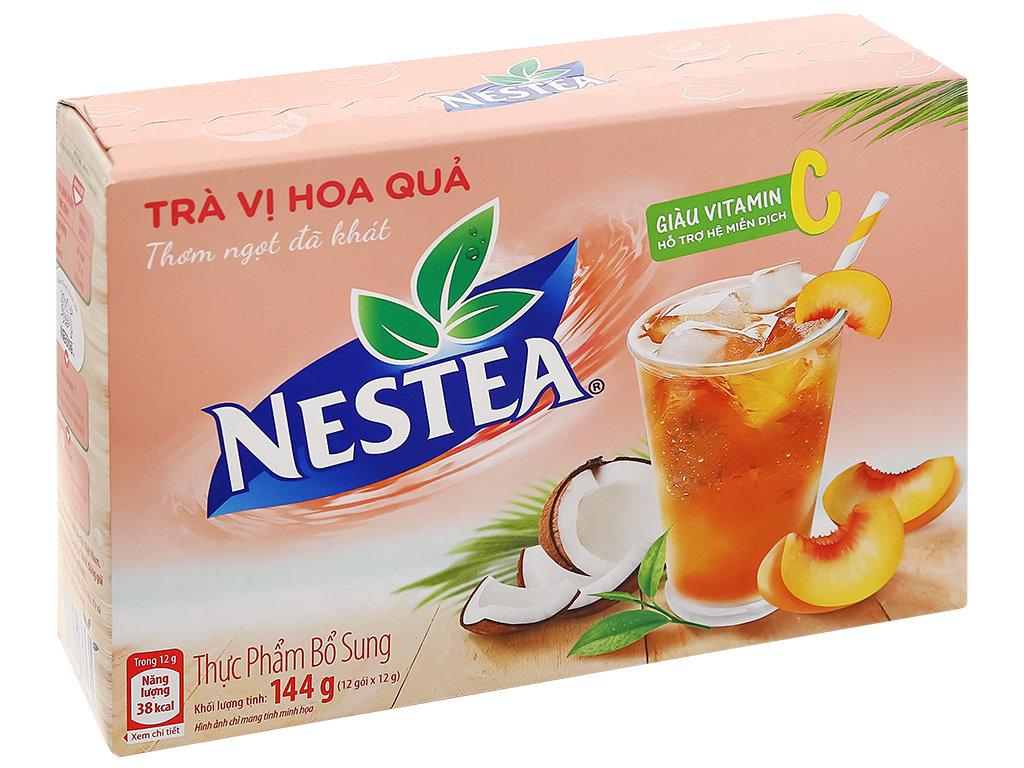 NESTEA
TRÀ VỊ HOA QUẢ
Thơm ngọt đã khát
GIÀU VITAMIN C
HỖ TRỢ HỆ MIỄN DỊCH
NESTEA®
Trong 12 g
Năng
lượng
38 kcal
Xem chi tiết
Thực Phẩm Bổ Sung
Khối lượng tịnh: 144 g (12 gói x 12 g)
Hình ảnh chỉ mang tính minh họa